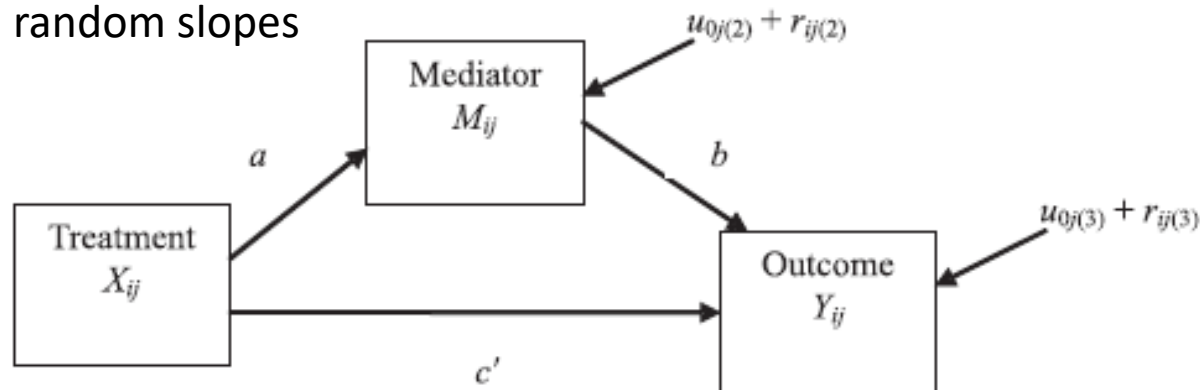 random slopes
u0j(2) + rij(2)
Mediator
Mij
a
b
u0j(3) + rij(3)
Treatment
Xij
Outcome
Yij
c′